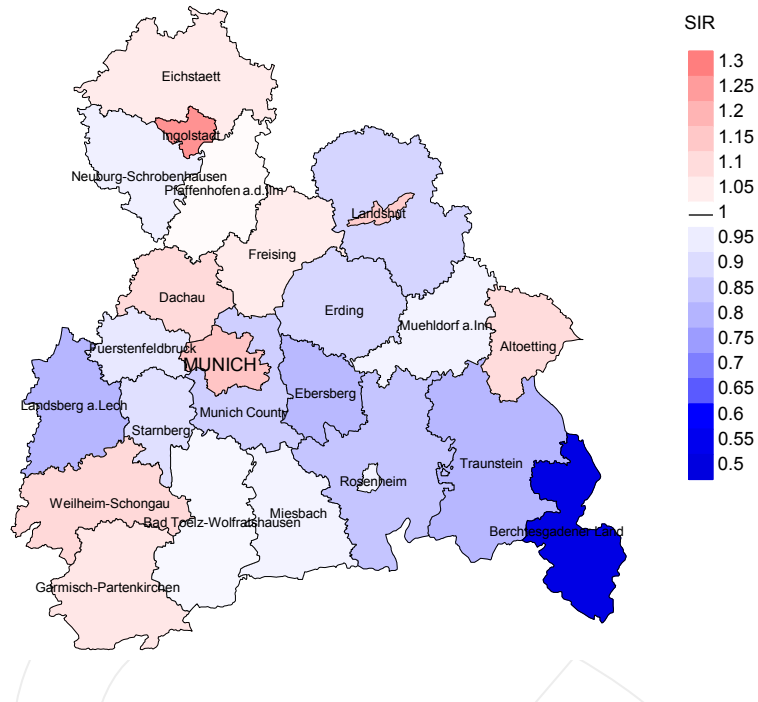 SIR
1.3
1.25
1.2
1.15
1.1
1.05
1
0.95
0.9
0.85
0.8
0.75
0.7
0.65
0.6
0.55
0.5
Eichstaett
Ingolstadt
Neuburg-Schrobenhausen
Pfaffenhofen a.d.Ilm
Landshut
Freising
Dachau
Erding
Muehldorf a.Inn
Altoetting
Fuerstenfeldbruck
MUNICH
Ebersberg
Landsberg a.Lech
Munich County
Starnberg
Traunstein
Rosenheim
Weilheim-Schongau
Miesbach
Bad Toelz-Wolfratshausen
Berchtesgadener Land
Garmisch-Partenkirchen